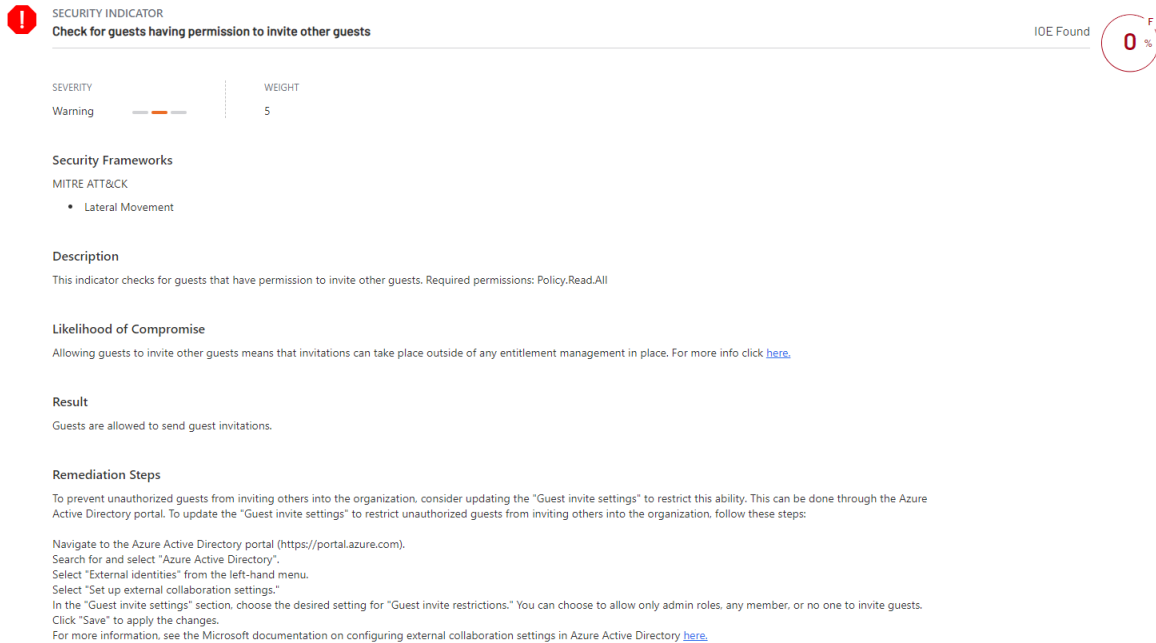 SECURITY INDICATOR
Check for guests having permission to invite other guests
IOE Found
0 %
F
SEVERITY
WEIGHT
Warning
5
Security Frameworks
MITRE ATT&CK
• Lateral Movement
Description
This indicator checks for guests that have permission to invite other guests. Required permissions: Policy.Read.All
Likelihood of Compromise
Allowing guests to invite other guests means that invitations can take place outside of any entitlement management in place. For more info click here.
Result
Guests are allowed to send guest invitations.
Remediation Steps
To prevent unauthorized guests from inviting others into the organization, consider updating the "Guest invite settings" to restrict this ability. This can be done through the Azure
Active Directory portal. To update the "Guest invite settings" to restrict unauthorized guests from inviting others into the organization, follow these steps:
Navigate to the Azure Active Directory portal (https://portal.azure.com).
Search for and select "Azure Active Directory".
Select "External identities" from the left-hand menu.
Select "Set up external collaboration settings."
In the "Guest invite settings" section, choose the desired setting for "Guest invite restrictions." You can choose to allow only admin roles, any member, or no one to invite guests.
Click "Save" to apply the changes.
For more information, see the Microsoft documentation on configuring external collaboration settings in Azure Active Directory here.